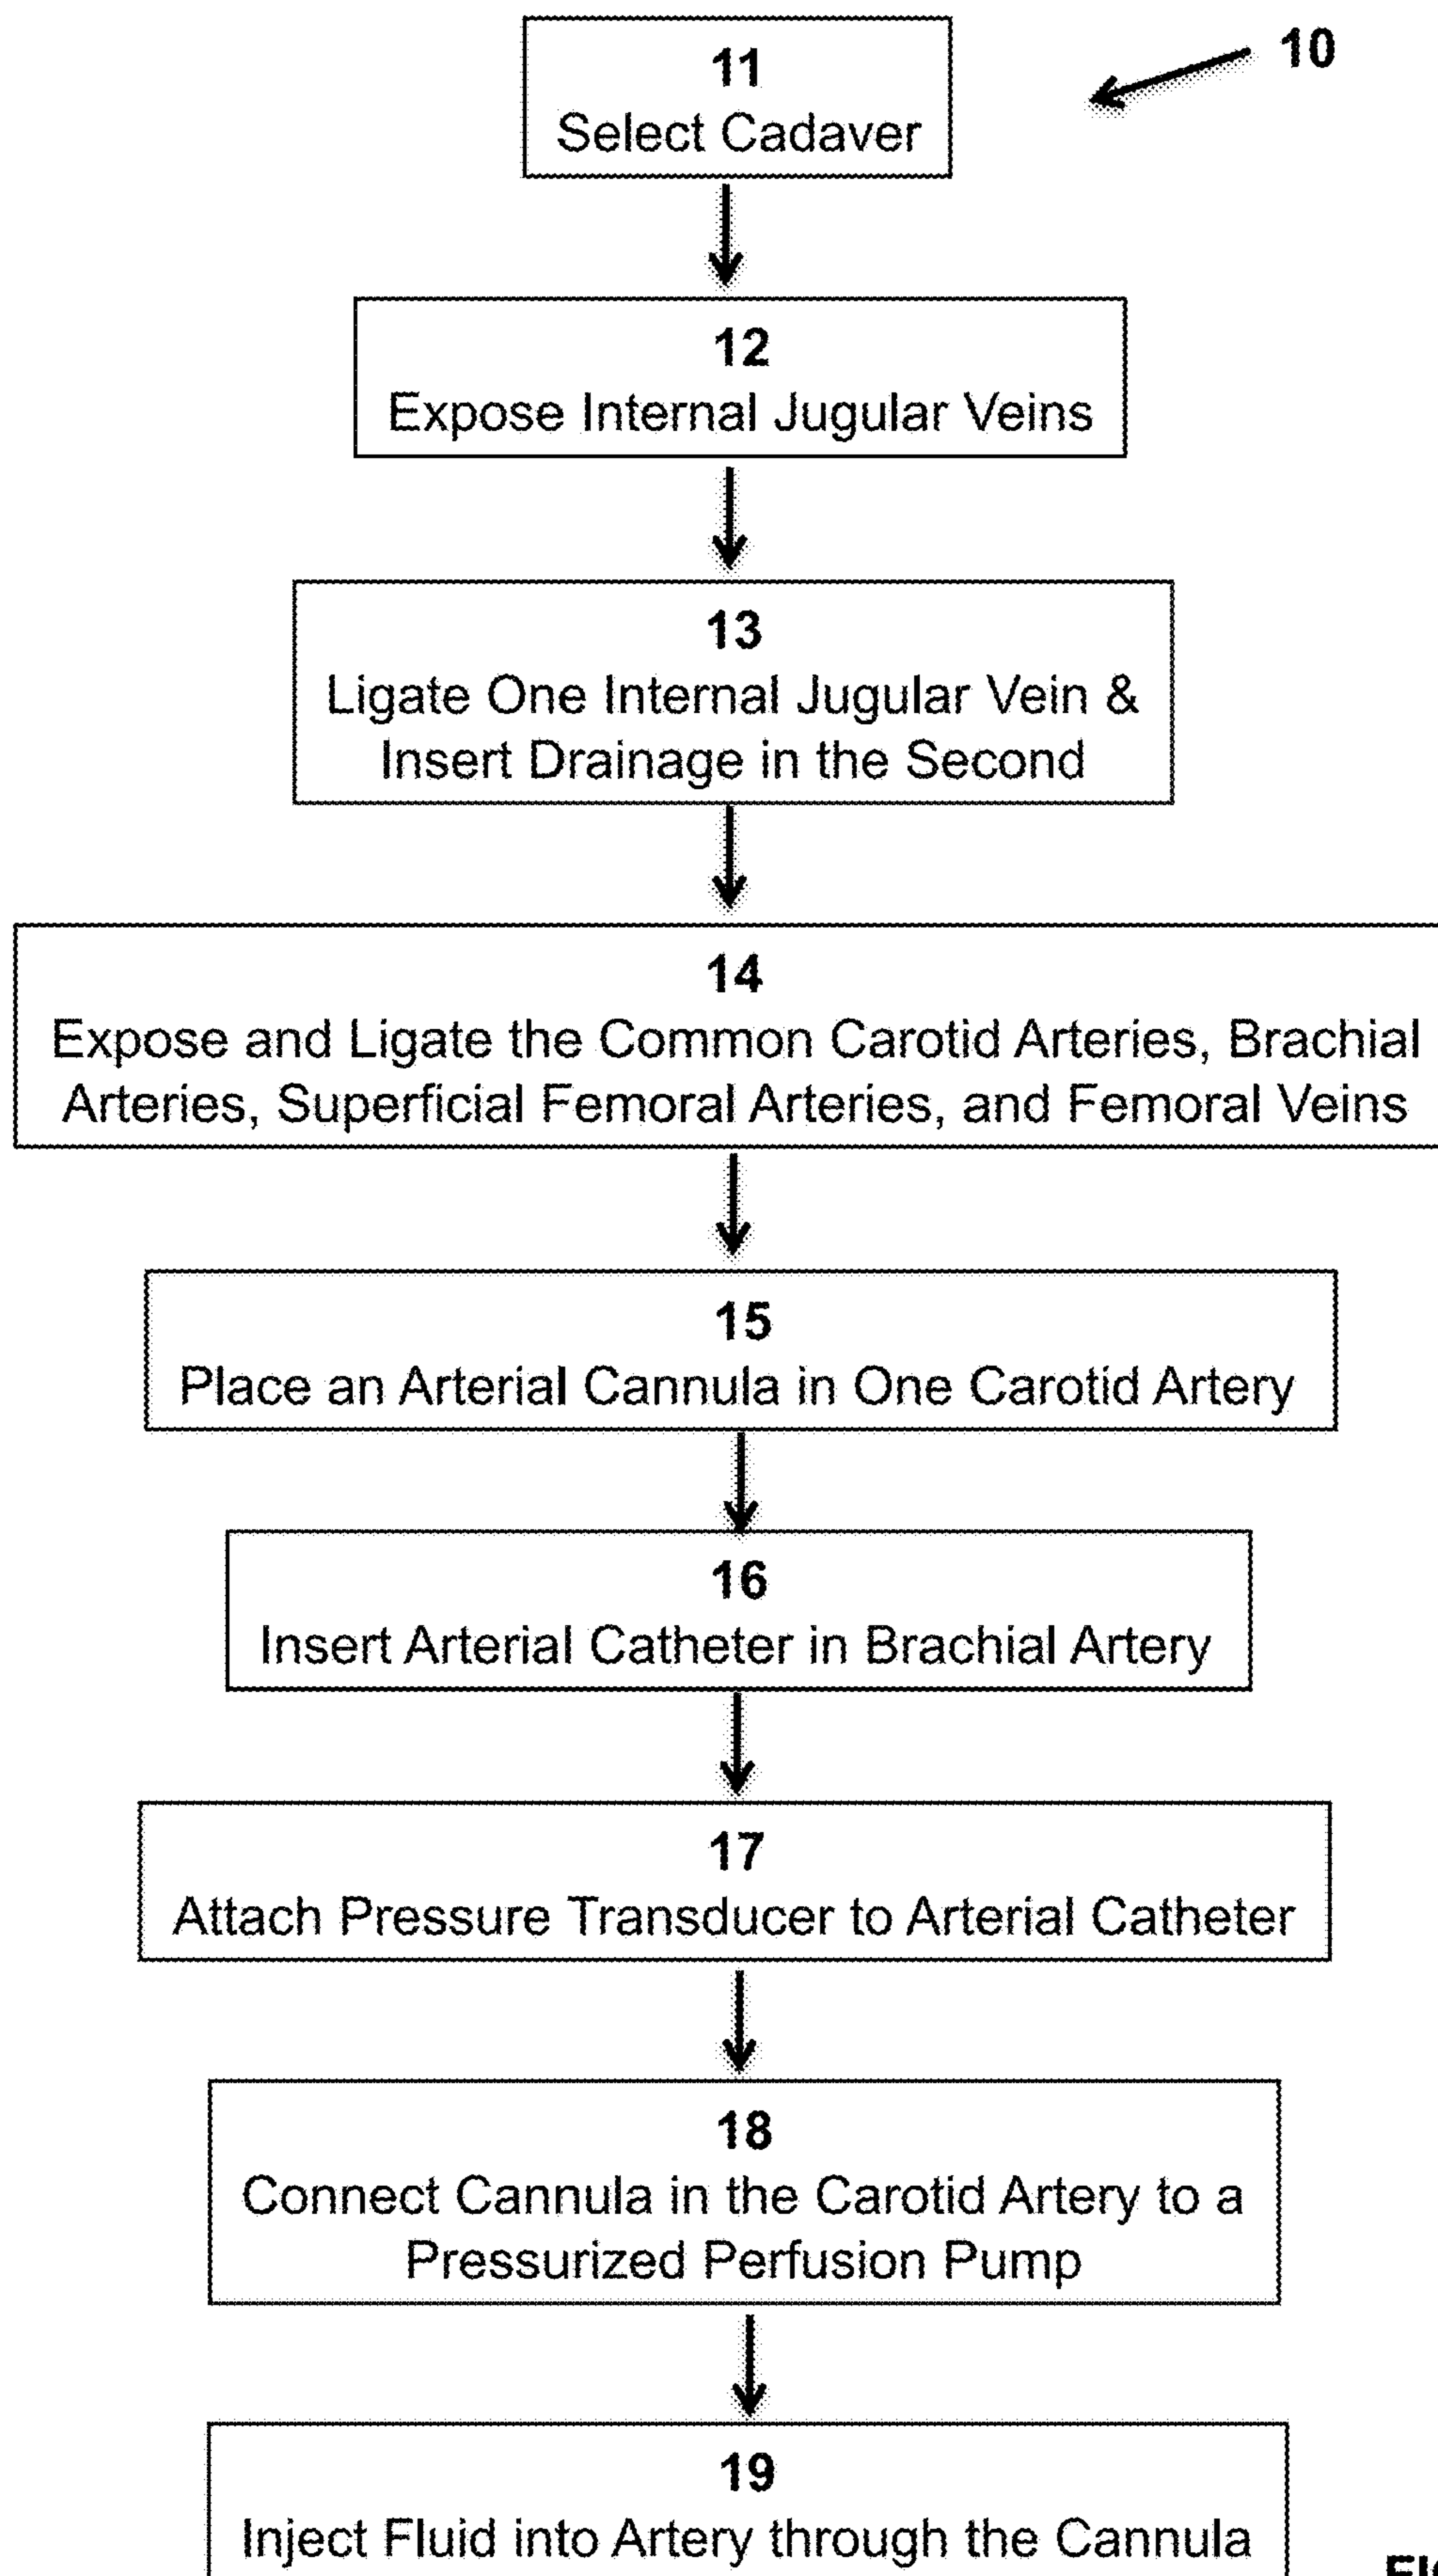 10
11
Select Cadaver
12
Expose Internal Jugular Veins
13
Ligate One Internal Jugular Vein &
Insert Drainage in the Second
14
Expose and Ligate the Common Carotid Arteries, Brachial
Arteries, Superficial Femoral Arteries, and Femoral Veins
15
Place an Arterial Cannula in One Carotid Artery
16
Insert Arterial Catheter in Brachial Artery
17
Attach Pressure Transducer to Arterial Catheter
18
Connect Cannula in the Carotid Artery to a
Pressurized Perfusion Pump
19
Inject Fluid into Artery through the Cannula